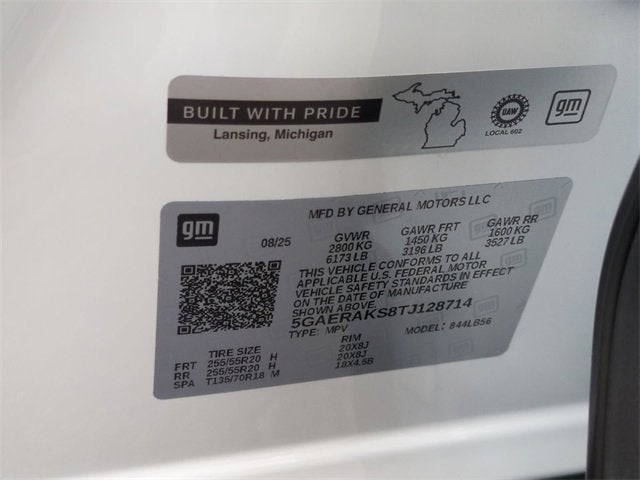 BUILT WITH PRIDE
Lansing, Michigan
UAW
LOCAL 602
gm
gm
MFD BY GENERAL MOTORS LLC
08/25 GVWR GAWR FRT GAWR RR
2800 KG 1450 KG 1600 KG
6173 LB 3196 LB 3527 LB
THIS VEHICLE CONFORMS TO ALL
APPLICABLE U.S. FEDERAL MOTOR
VEHICLE SAFETY STANDARDS IN EFFECT
ON THE DATE OF MANUFACTURE
SHOWN ABOVE.
5GAERAKS8TJ128714
TYPE: MPV MODEL: 844LB56
TIRE SIZE RIM
FRT 255/55R20 H 20X8J
RR 255/55R20 H 20X8J
SPA T135/70R18 M 18X4.5B